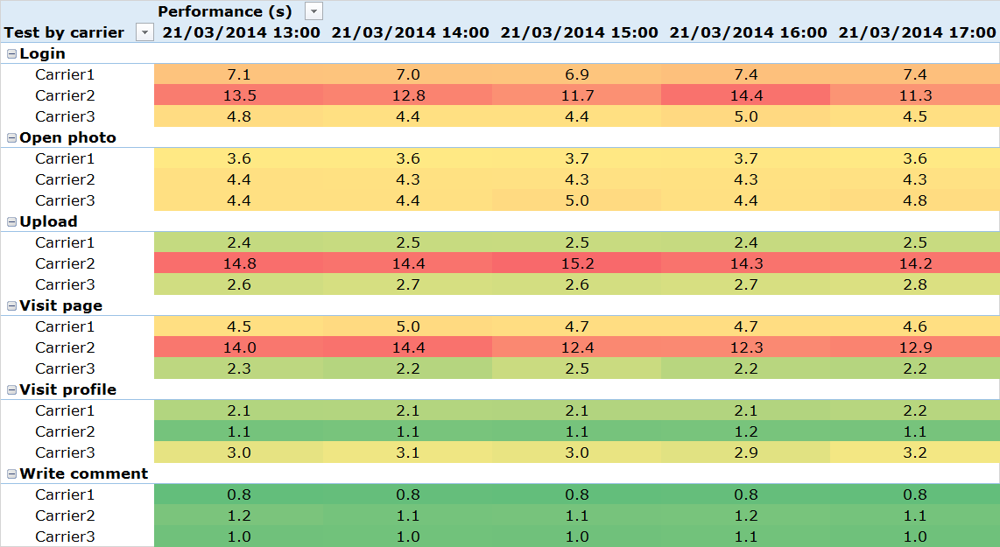 Performance (s)
Test by carrier 21/03/2014 13:00 21/03/2014 14:00 21/03/2014 15:00 21/03/2014 16:00 21/03/2014 17:00
Login
Carrier1 7.1 7.0 6.9 7.4 7.4
Carrier2 13.5 12.8 11.7 14.4 11.3
Carrier3 4.8 4.4 4.4 5.0 4.5
Open photo
Carrier1 3.6 3.6 3.7 3.7 3.6
Carrier2 4.4 4.3 4.3 4.3 4.3
Carrier3 4.4 4.4 5.0 4.4 4.8
Upload
Carrier1 2.4 2.5 2.5 2.4 2.5
Carrier2 14.8 14.4 15.2 14.3 14.2
Carrier3 2.6 2.7 2.6 2.7 2.8
Visit page
Carrier1 4.5 5.0 4.7 4.7 4.6
Carrier2 14.0 14.4 12.4 12.3 12.9
Carrier3 2.3 2.2 2.5 2.2 2.2
Visit profile
Carrier1 2.1 2.1 2.1 2.1 2.2
Carrier2 1.1 1.1 1.1 1.2 1.1
Carrier3 3.0 3.1 3.0 2.9 3.2
Write comment
Carrier1 0.8 0.8 0.8 0.8 0.8
Carrier2 1.2 1.1 1.1 1.2 1.1
Carrier3 1.0 1.0 1.0 1.1 1.0